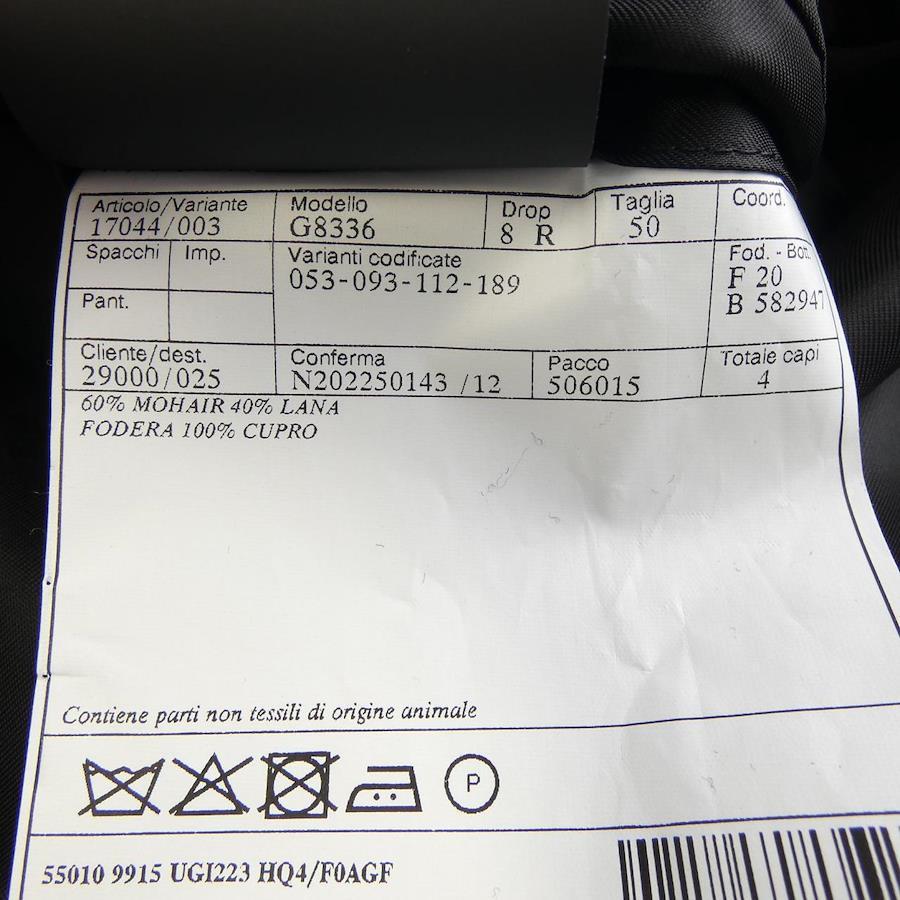 Articolo/Variante Modello Drop Taglia Coord.
17044/003 G8336 8 R 50
Spacchi Imp. Varianti codificate Fod. - Bott.
053-093-112-189 F 20
Pant. B 582947
Cliente/dest. Conferma Pacco Totale capi
29000/025 N202250143 /12 506015 4
60% MOHAIR 40% LANA
FODERA 100% CUPRO
Contiene parti non tessili di origine animale
P
55010 9915 UGI223 HQ4/F0AGF